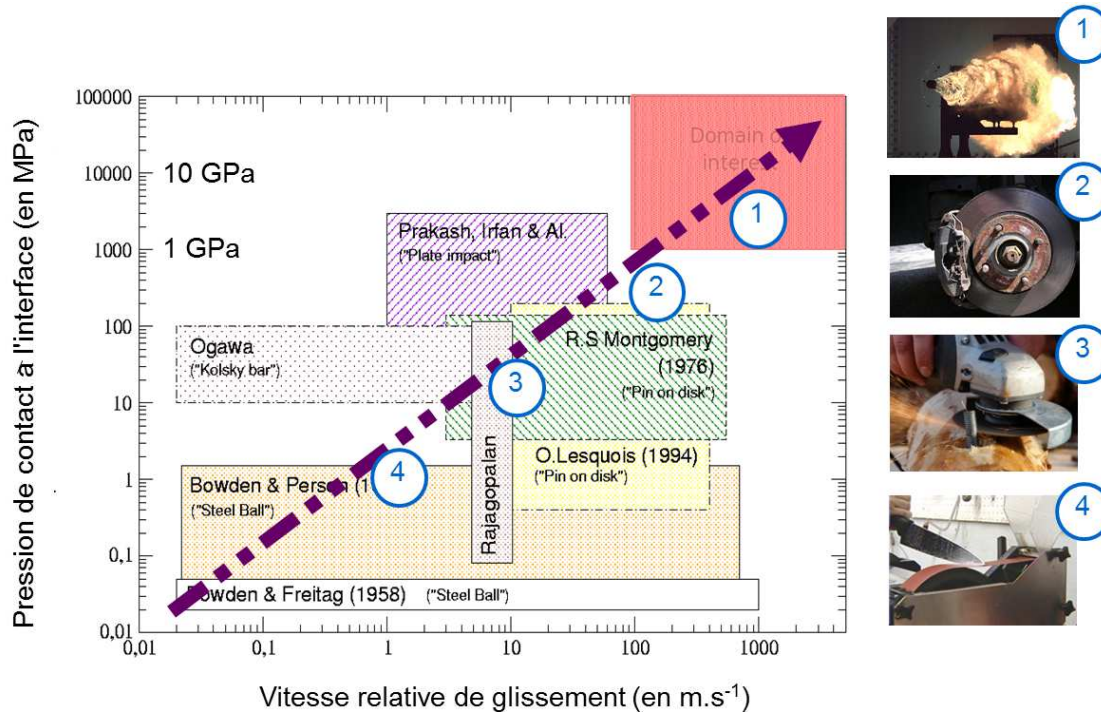 Pression de contact a l'interface (en MPa)
100000
10000
1000
100
10
1
0,1
0,01
10 GPa
1 GPa
Domain of
interest
1
Prakash, Irfan & Al.
("Plate impact")
2
Ogawa
("Kolsky bar")
R.S Montgomery
(1976)
("Pin on disk")
3
Rajagopalan
O.Lesquois (1994)
("Pin on disk")
4
Bowden & Person (1
("Steel Ball")
Bowden & Freitag (1958) ("Steel Ball")
0,01 0,1 1 10 100 1000
Vitesse relative de glissement (en m.s-1)
1
2
3
4